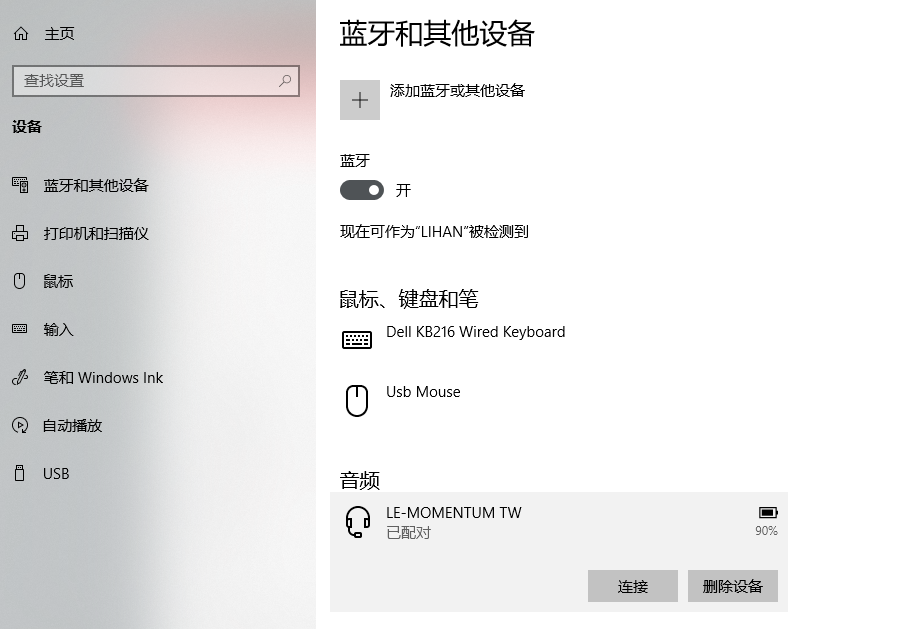 主页
查找设置
设备
蓝牙和其他设备
打印机和扫描仪
鼠标
输入
笔和 Windows Ink
自动播放
USB
蓝牙和其他设备
添加蓝牙或其他设备
蓝牙
开
现在可作为“LIHAN”被检测到
鼠标、键盘和笔
Dell KB216 Wired Keyboard
Usb Mouse
音频
LE-MOMENTUM TW
已配对
90%
连接
删除设备